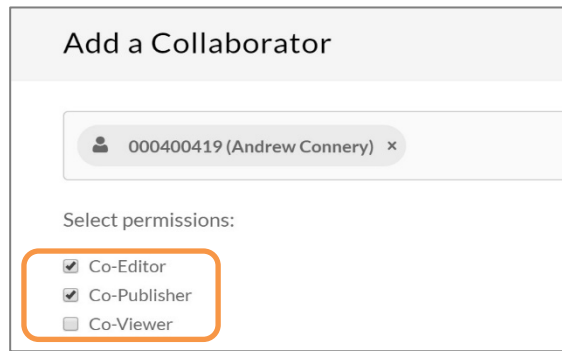 Add a Collaborator
000400419 (Andrew Connery) ×
Select permissions:
Co-Editor
Co-Publisher
Co-Viewer